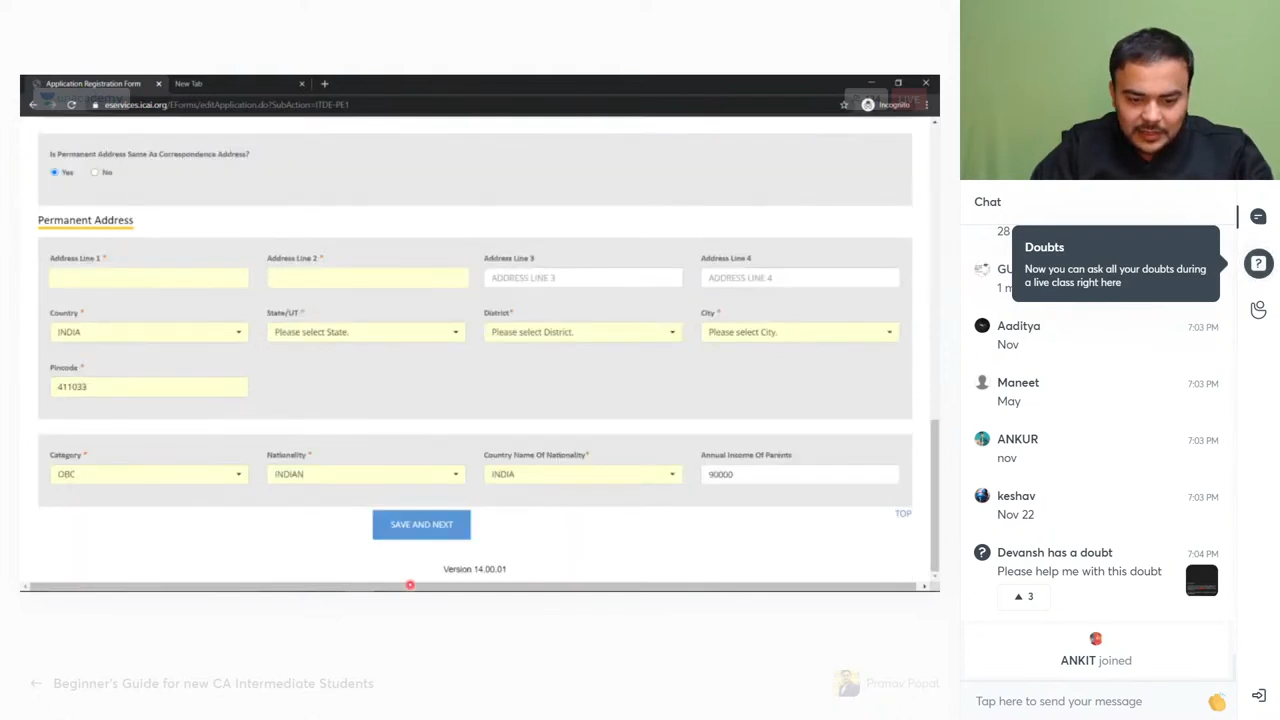 Application Registration Form
New Tab
eservices.icai.org/EForms/editApplication.do?SubAction=ITDE-PE1
Incognito
Is Permanent Address Same As Correspondence Address?
Yes No
Permanent Address
Address Line 1 * Address Line 2 * Address Line 3 Address Line 4
ADDRESS LINE 3 ADDRESS LINE 4
Country * State/UT * District * City *
INDIA Please select State. Please select District. Please select City.
Pincode *
411033
Category * Nationality * Country Name Of Nationality* Annual Income Of Parents
OBC INDIAN INDIA 90000
SAVE AND NEXT
TOP
Version 14.00.01
Beginner's Guide for new CA Intermediate Students
Pranav Popat
Chat
28
Doubts
Now you can ask all your doubts during
a live class right here
GU
1 m
Aaditya 7:03 PM
Nov
Maneet 7:03 PM
May
ANKUR 7:03 PM
nov
keshav 7:03 PM
Nov 22
Devansh has a doubt 7:04 PM
Please help me with this doubt
3
ANKIT joined
Tap here to send your message